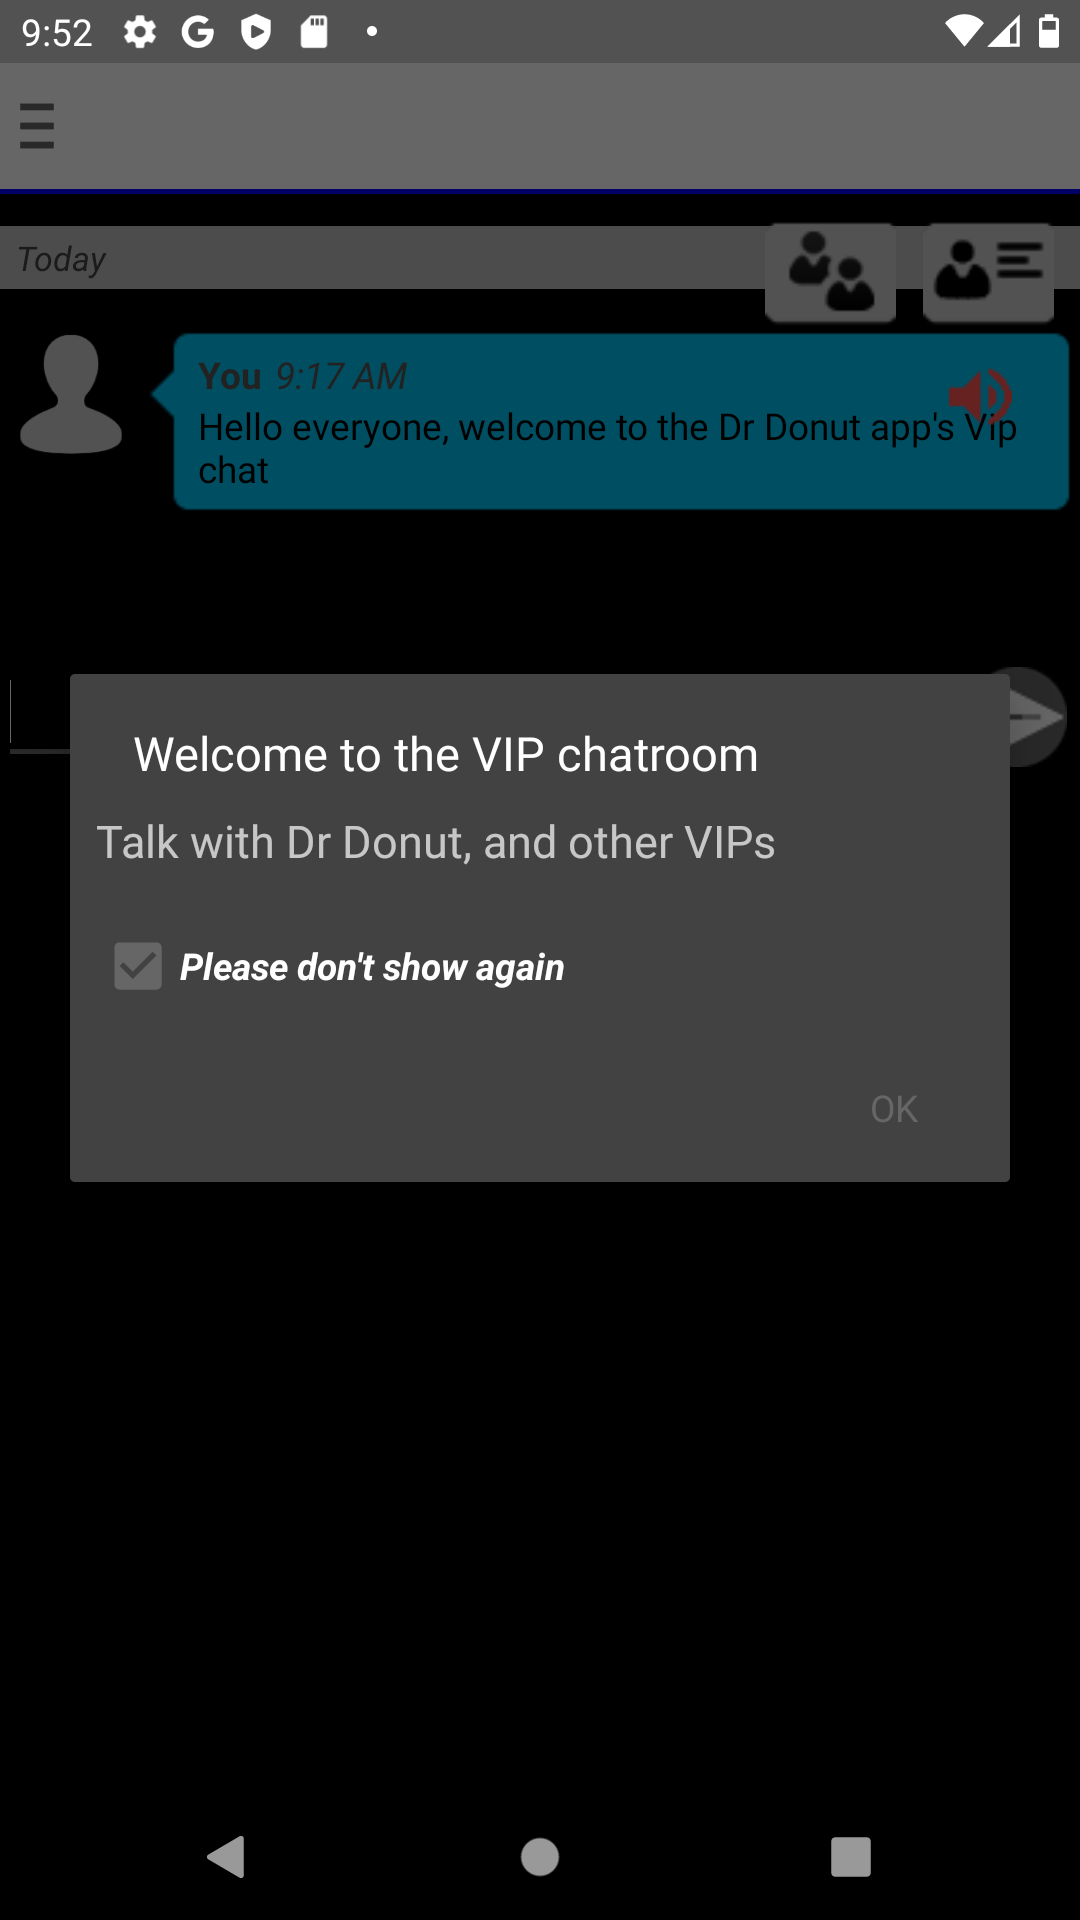 9:52
Today
You 9:17 AM
Hello everyone, welcome to the Dr Donut app's Vip
chat
Welcome to the VIP chatroom
Talk with Dr Donut, and other VIPs
Please don't show again
OK